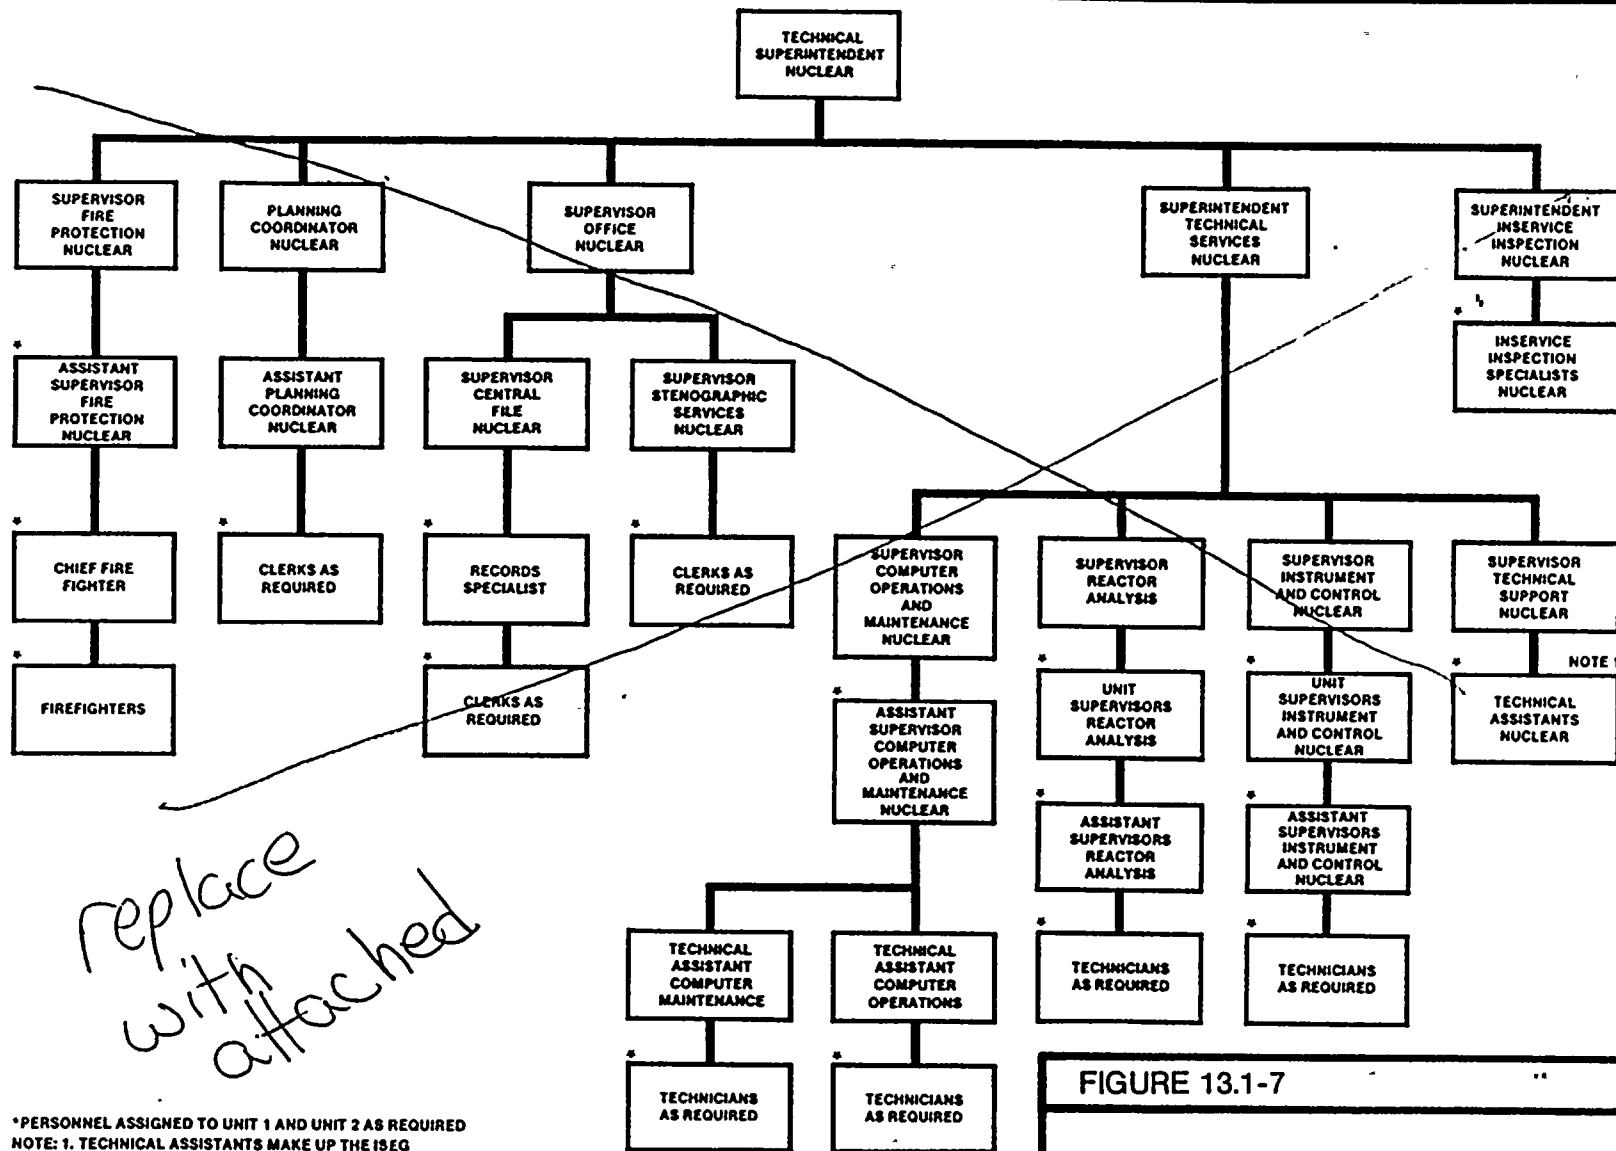 TECHNICAL
SUPERINTENDENT
NUCLEAR
SUPERVISOR
FIRE
PROTECTION
NUCLEAR
PLANNING
COORDINATOR
NUCLEAR
SUPERVISOR
OFFICE
NUCLEAR
SUPERINTENDENT
TECHNICAL
SERVICES
NUCLEAR
SUPERINTENDENT
INSERVICE
INSPECTION
NUCLEAR
*
INSERVICE
INSPECTION
SPECIALISTS
NUCLEAR
*
ASSISTANT
SUPERVISOR
FIRE
PROTECTION
NUCLEAR
ASSISTANT
PLANNING
COORDINATOR
NUCLEAR
SUPERVISOR
CENTRAL
FILE
NUCLEAR
SUPERVISOR
STENOGRAPHIC
SERVICES
NUCLEAR
*
CHIEF FIRE
FIGHTER
*
CLERKS AS
REQUIRED
*
RECORDS
SPECIALIST
*
CLERKS AS
REQUIRED
SUPERVISOR
COMPUTER
OPERATIONS
AND
MAINTENANCE
NUCLEAR
SUPERVISOR
REACTOR
ANALYSIS
SUPERVISOR
INSTRUMENT
AND CONTROL
NUCLEAR
SUPERVISOR
TECHNICAL
SUPPORT
NUCLEAR
*
FIREFIGHTERS
*
CLERKS AS
REQUIRED
*
ASSISTANT
SUPERVISOR
COMPUTER
OPERATIONS
AND
MAINTENANCE
NUCLEAR
*
UNIT
SUPERVISORS
REACTOR
ANALYSIS
*
UNIT
SUPERVISORS
INSTRUMENT
AND CONTROL
NUCLEAR
*
NOTE 1
TECHNICAL
ASSISTANTS
NUCLEAR
*
ASSISTANT
SUPERVISORS
REACTOR
ANALYSIS
*
ASSISTANT
SUPERVISORS
INSTRUMENT
AND CONTROL
NUCLEAR
TECHNICAL
ASSISTANT
COMPUTER
MAINTENANCE
TECHNICAL
ASSISTANT
COMPUTER
OPERATIONS
*
TECHNICIANS
AS REQUIRED
*
TECHNICIANS
AS REQUIRED
*
TECHNICIANS
AS REQUIRED
*
TECHNICIANS
AS REQUIRED
replace
with
attached
*PERSONNEL ASSIGNED TO UNIT 1 AND UNIT 2 AS REQUIRED
NOTE: 1. TECHNICAL ASSISTANTS MAKE UP THE ISEG
FIGURE 13.1-7